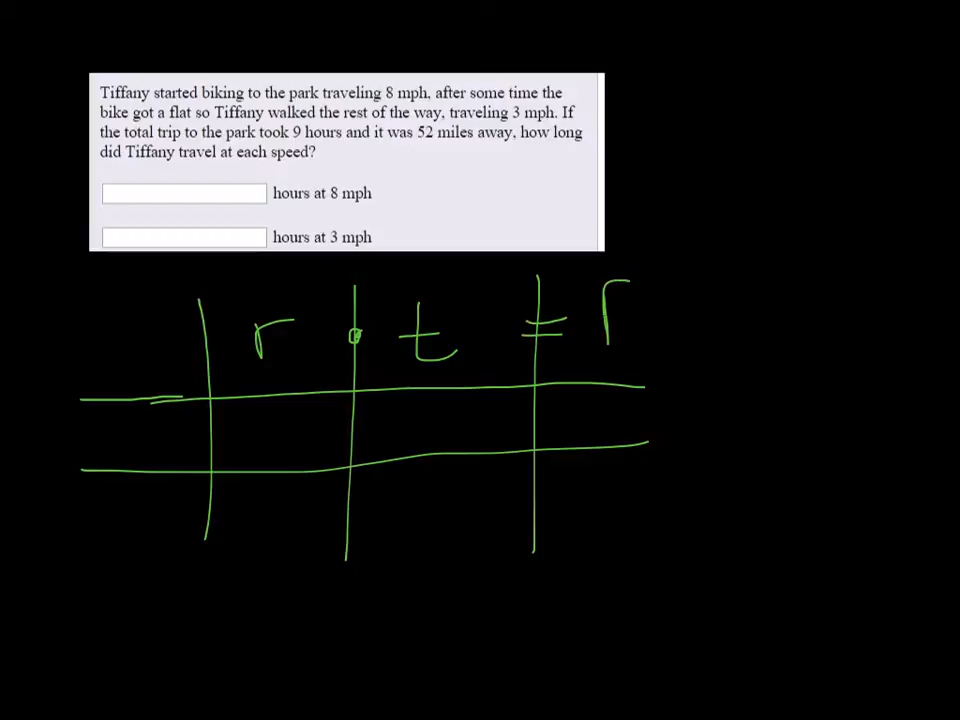 Tiffany started biking to the park traveling 8 mph, after some time the
bike got a flat so Tiffany walked the rest of the way, traveling 3 mph. If
the total trip to the park took 9 hours and it was 52 miles away, how long
did Tiffany travel at each speed?
hours at 8 mph
hours at 3 mph
r · t = Γ